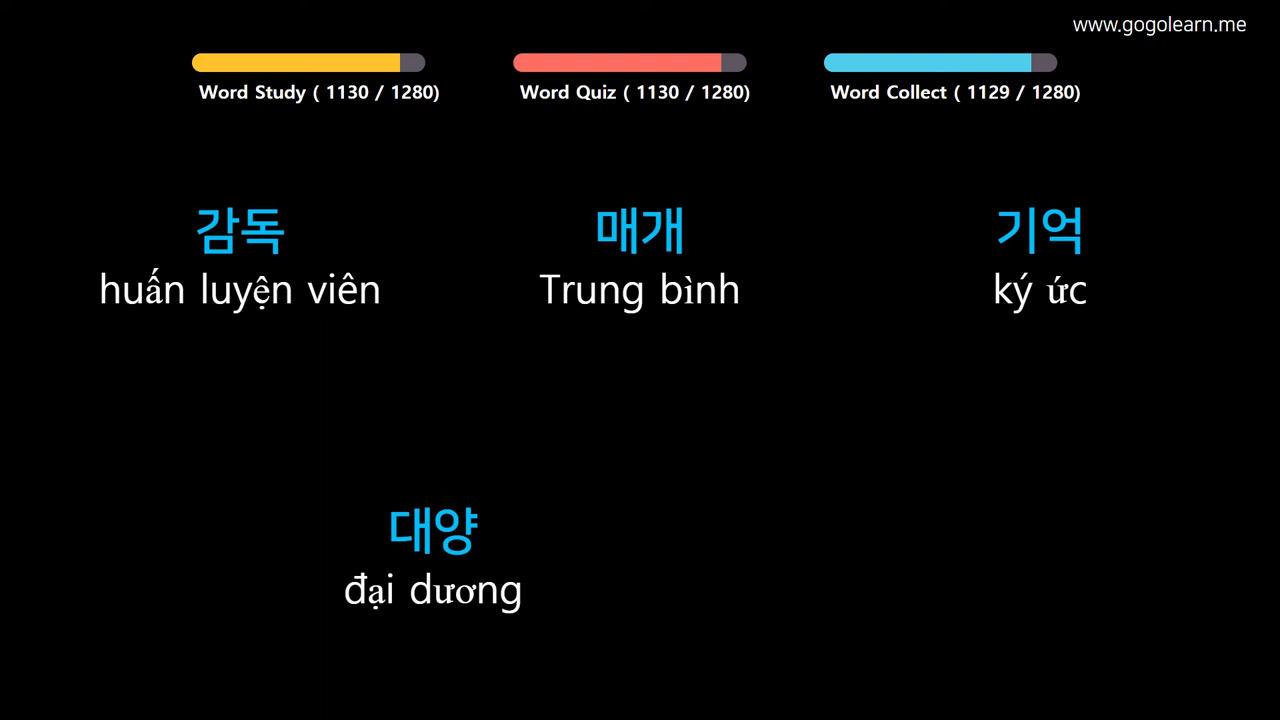 www.gogolearn.me
Word Study ( 1130 / 1280)
Word Quiz ( 1130 / 1280)
Word Collect ( 1129 / 1280)
감독
huấn luyện viên
매개
Trung bình
기억
ký ức
대양
đại dương